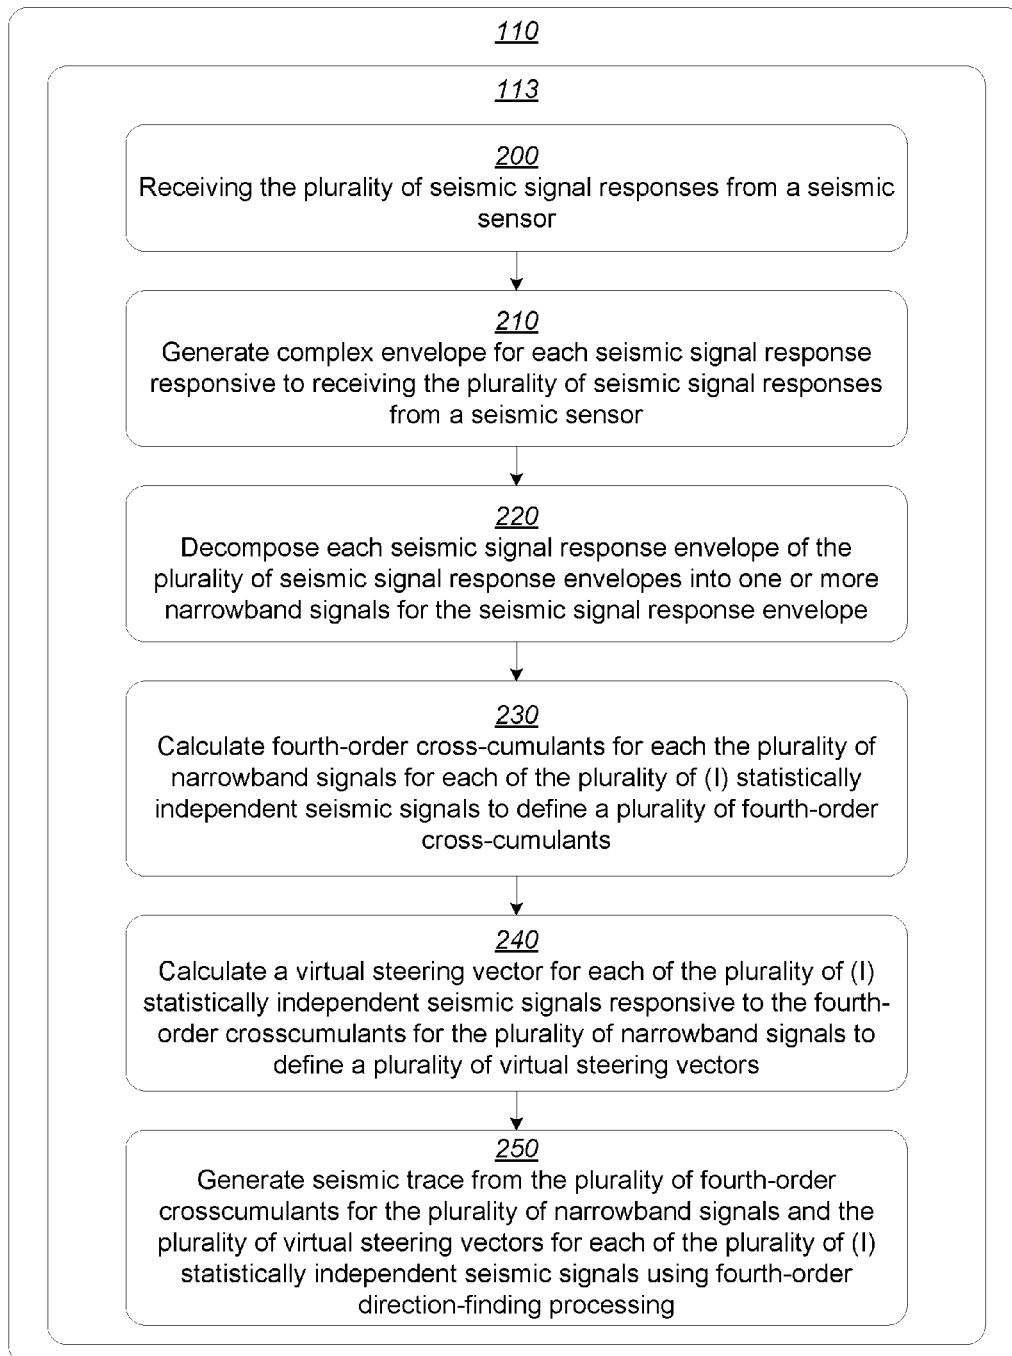 110
113
200
Receiving the plurality of seismic signal responses from a seismic
sensor
210
Generate complex envelope for each seismic signal response
responsive to receiving the plurality of seismic signal responses
from a seismic sensor
220
Decompose each seismic signal response envelope of the
plurality of seismic signal response envelopes into one or more
narrowband signals for the seismic signal response envelope
230
Calculate fourth-order cross-cumulants for each the plurality of
narrowband signals for each of the plurality of (I) statistically
independent seismic signals to define a plurality of fourth-order
cross-cumulants
240
Calculate a virtual steering vector for each of the plurality of (I)
statistically independent seismic signals responsive to the fourth-
order crosscumulants for the plurality of narrowband signals to
define a plurality of virtual steering vectors
250
Generate seismic trace from the plurality of fourth-order
crosscumulants for the plurality of narrowband signals and the
plurality of virtual steering vectors for each of the plurality of (I)
statistically independent seismic signals using fourth-order
direction-finding processing